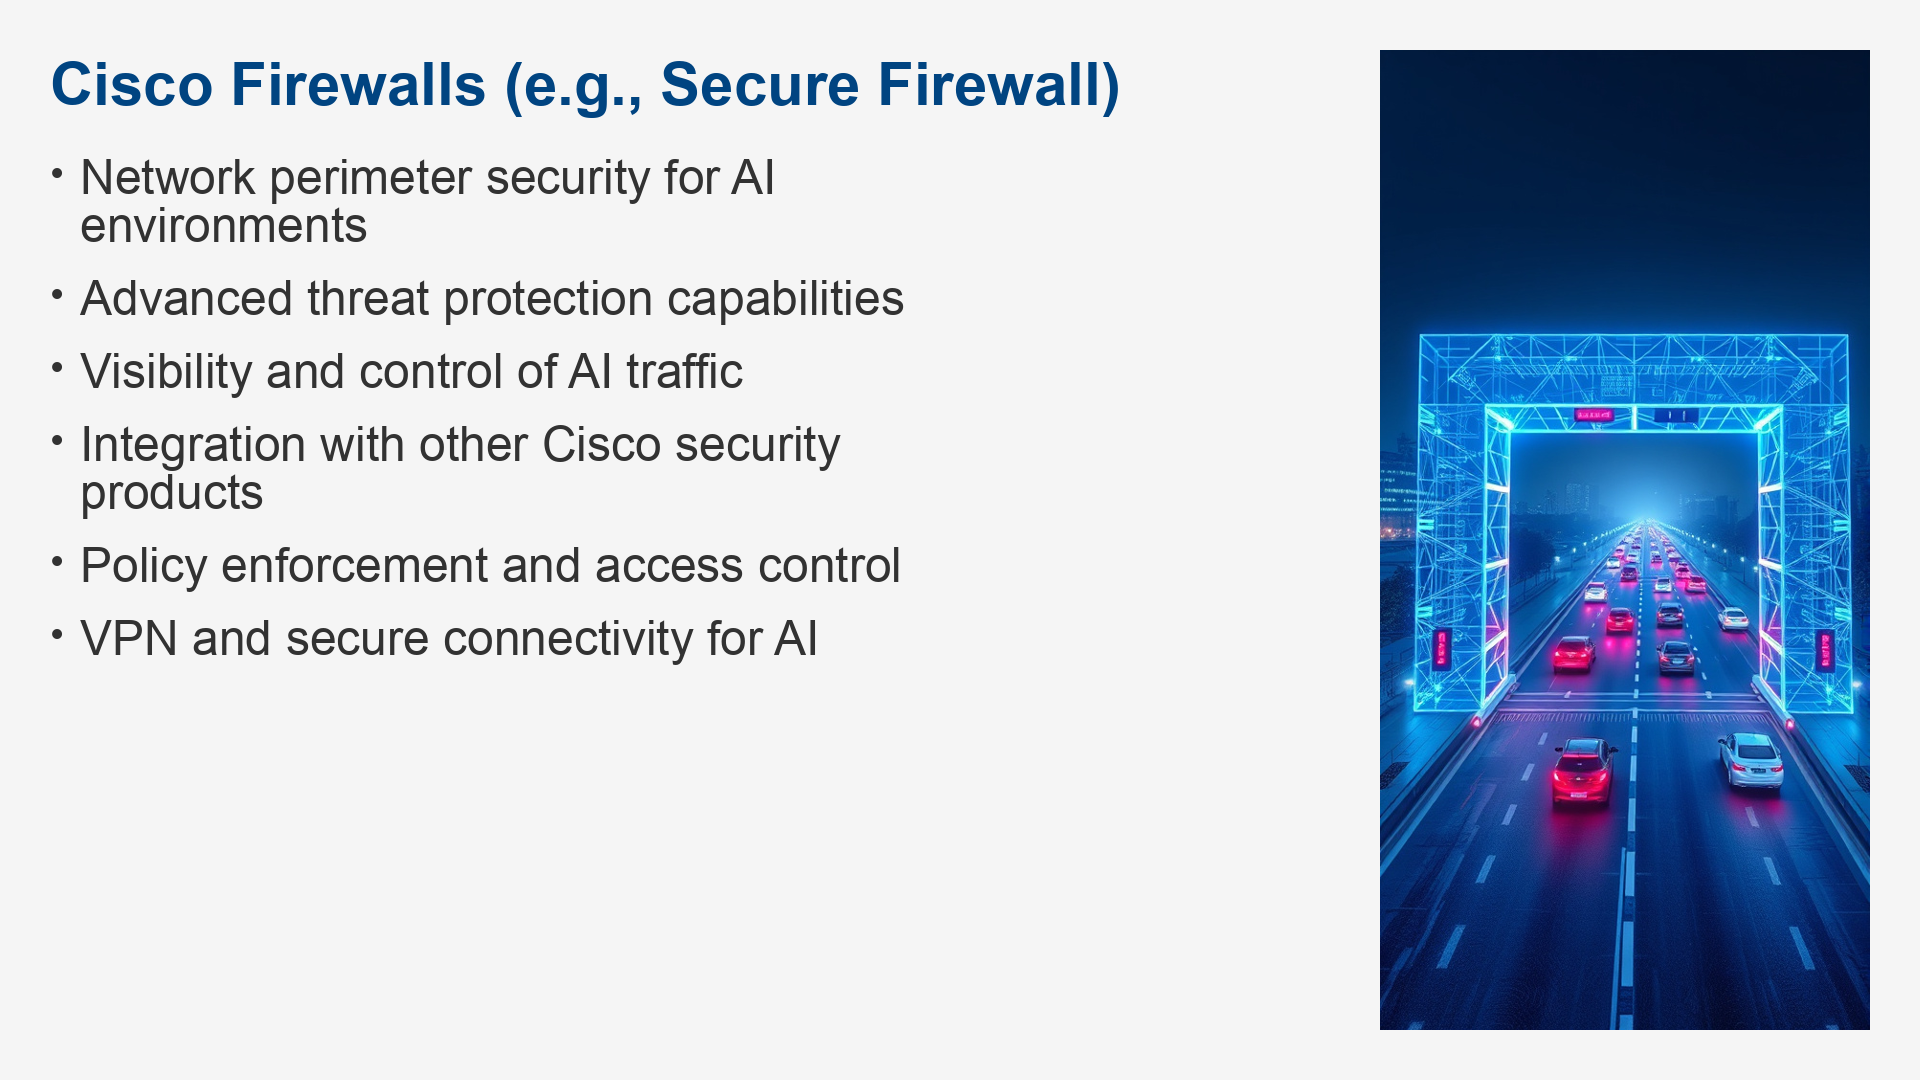 Cisco Firewalls (e.g., Secure Firewall)
• Network perimeter security for AI
environments
• Advanced threat protection capabilities
• Visibility and control of AI traffic
• Integration with other Cisco security
products
• Policy enforcement and access control
• VPN and secure connectivity for AI